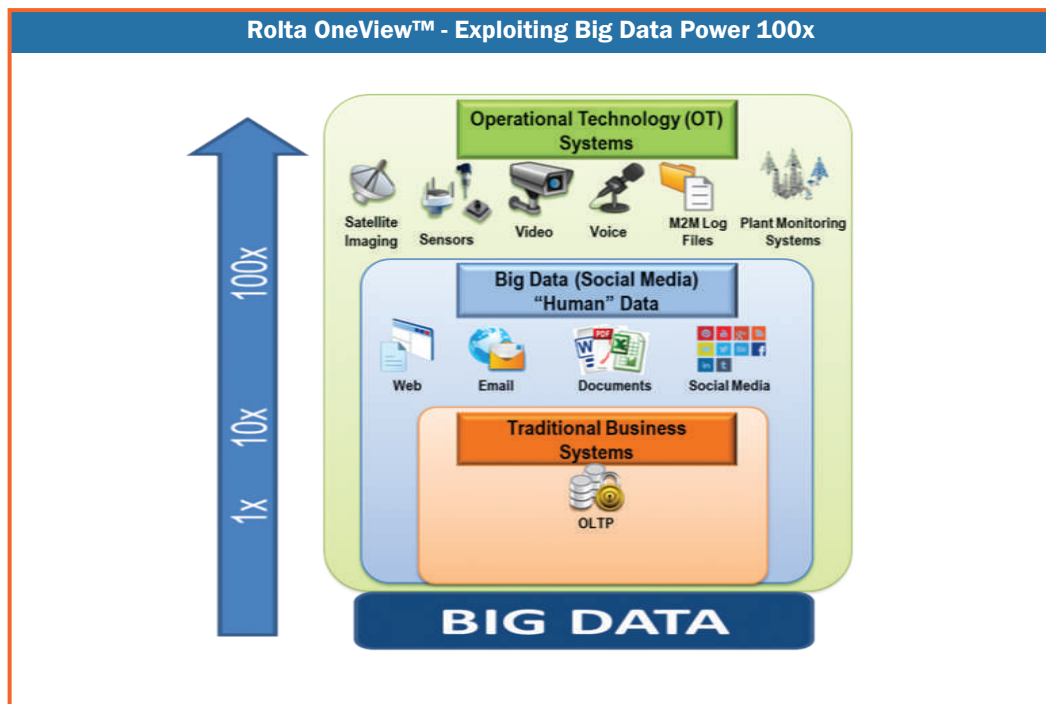 Rolta OneView™ - Exploiting Big Data Power 100x
Operational Technology (OT)
Systems
Satellite
Imaging
Sensors
Video
Voice
M2M Log
Files
Plant Monitoring
Systems
100x
Big Data (Social Media)
“Human” Data
W
PDF
X
Web
Email
Documents
Social Media
10x
Traditional Business
Systems
1x
OLTP
BIG DATA